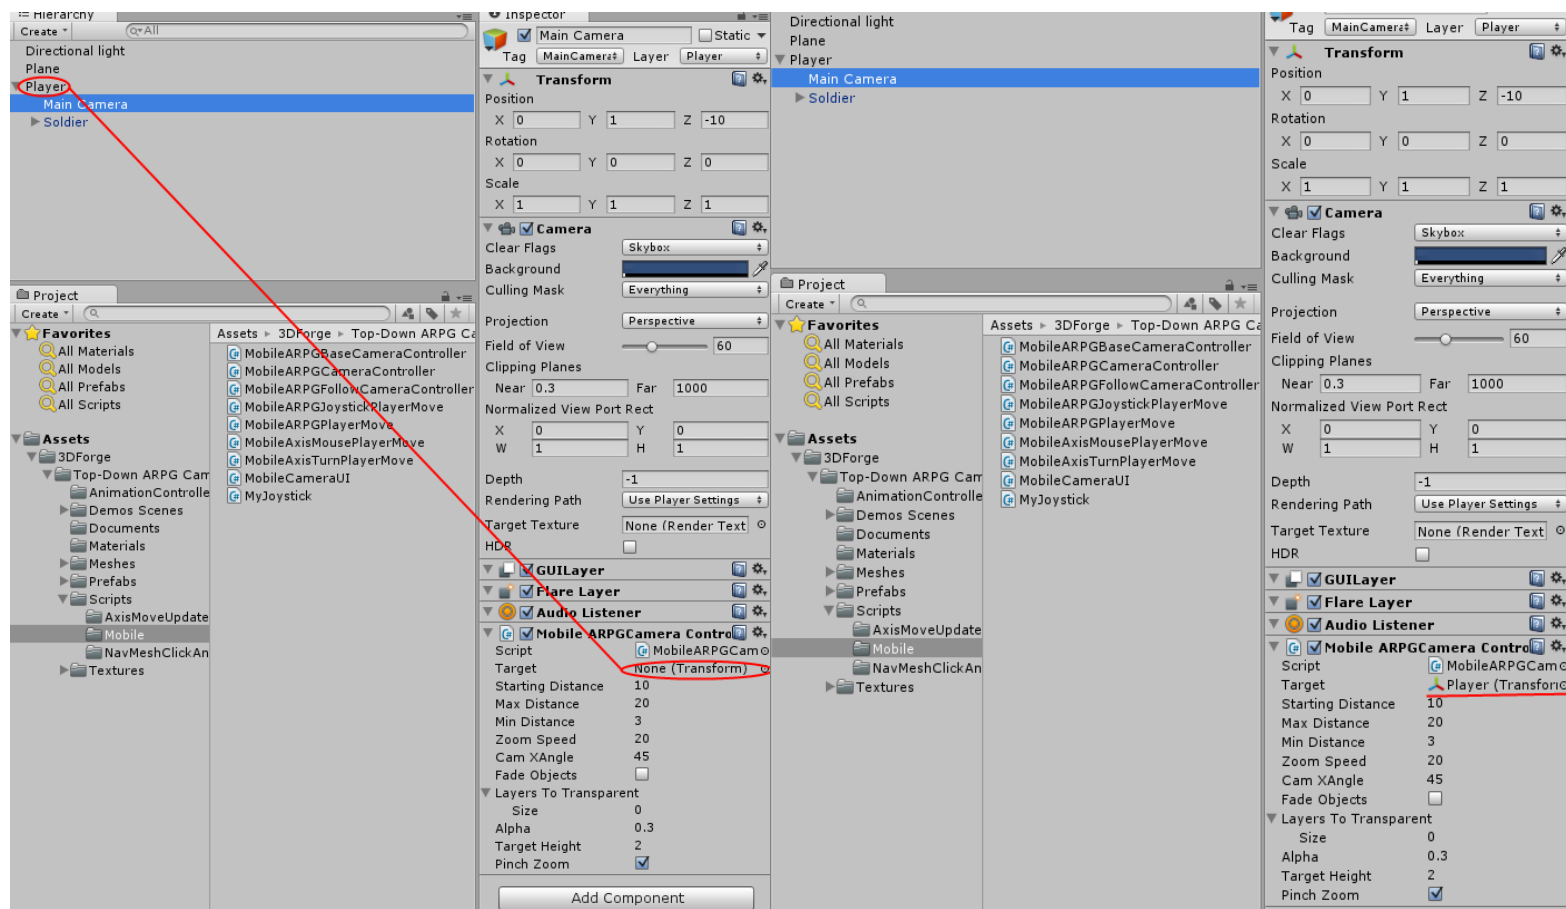 Hierarchy
Create
All
Directional light
Plane
Player
Main Camera
Soldier
Project
Create
Favorites
All Materials
All Models
All Prefabs
All Scripts
Assets
3DForge
Top-Down ARPG Cam
AnimationControlle
Demos Scenes
Documents
Materials
Meshes
Prefabs
Scripts
AxisMoveUpdate
Mobile
NavMeshClickAn
Textures
Assets ▸ 3DForge ▸ Top-Down ARPG Ca
MobileARPGBaseCameraController
MobileARPGCameraController
MobileARPGFollowCameraController
MobileARPGJoystickPlayerMove
MobileARPGPlayerMove
MobileAxisMousePlayerMove
MobileAxisTurnPlayerMove
MobileCameraUI
MyJoystick
Inspector
Main Camera Static
Tag MainCamera Layer Player
Transform
Position
X 0 Y 1 Z -10
Rotation
X 0 Y 0 Z 0
Scale
X 1 Y 1 Z 1
Camera
Clear Flags Skybox
Background
Culling Mask Everything
Projection Perspective
Field of View 60
Clipping Planes
Near 0.3 Far 1000
Normalized View Port Rect
X 0 Y 0
W 1 H 1
Depth -1
Rendering Path Use Player Settings
Target Texture None (Render Text
HDR
GUILayer
Flare Layer
Audio Listener
Mobile ARPGCamera Contro
Script MobileARPGCam
Target None (Transform)
Starting Distance 10
Max Distance 20
Min Distance 3
Zoom Speed 20
Cam XAngle 45
Fade Objects
Layers To Transparent
Size 0
Alpha 0.3
Target Height 2
Pinch Zoom
Add Component
Directional light
Plane
Player
Main Camera
Soldier
Project
Create
Favorites
All Materials
All Models
All Prefabs
All Scripts
Assets
3DForge
Top-Down ARPG Cam
AnimationControlle
Demos Scenes
Documents
Materials
Meshes
Prefabs
Scripts
AxisMoveUpdate
Mobile
NavMeshClickAn
Textures
Assets ▸ 3DForge ▸ Top-Down ARPG Ca
MobileARPGBaseCameraController
MobileARPGCameraController
MobileARPGFollowCameraController
MobileARPGJoystickPlayerMove
MobileARPGPlayerMove
MobileAxisMousePlayerMove
MobileAxisTurnPlayerMove
MobileCameraUI
MyJoystick
Tag MainCamera Layer Player
Transform
Position
X 0 Y 1 Z -10
Rotation
X 0 Y 0 Z 0
Scale
X 1 Y 1 Z 1
Camera
Clear Flags Skybox
Background
Culling Mask Everything
Projection Perspective
Field of View 60
Clipping Planes
Near 0.3 Far 1000
Normalized View Port Rect
X 0 Y 0
W 1 H 1
Depth -1
Rendering Path Use Player Settings
Target Texture None (Render Text
HDR
GUILayer
Flare Layer
Audio Listener
Mobile ARPGCamera Contro
Script MobileARPGCam
Target Player (Transfor
Starting Distance 10
Max Distance 20
Min Distance 3
Zoom Speed 20
Cam XAngle 45
Fade Objects
Layers To Transparent
Size 0
Alpha 0.3
Target Height 2
Pinch Zoom